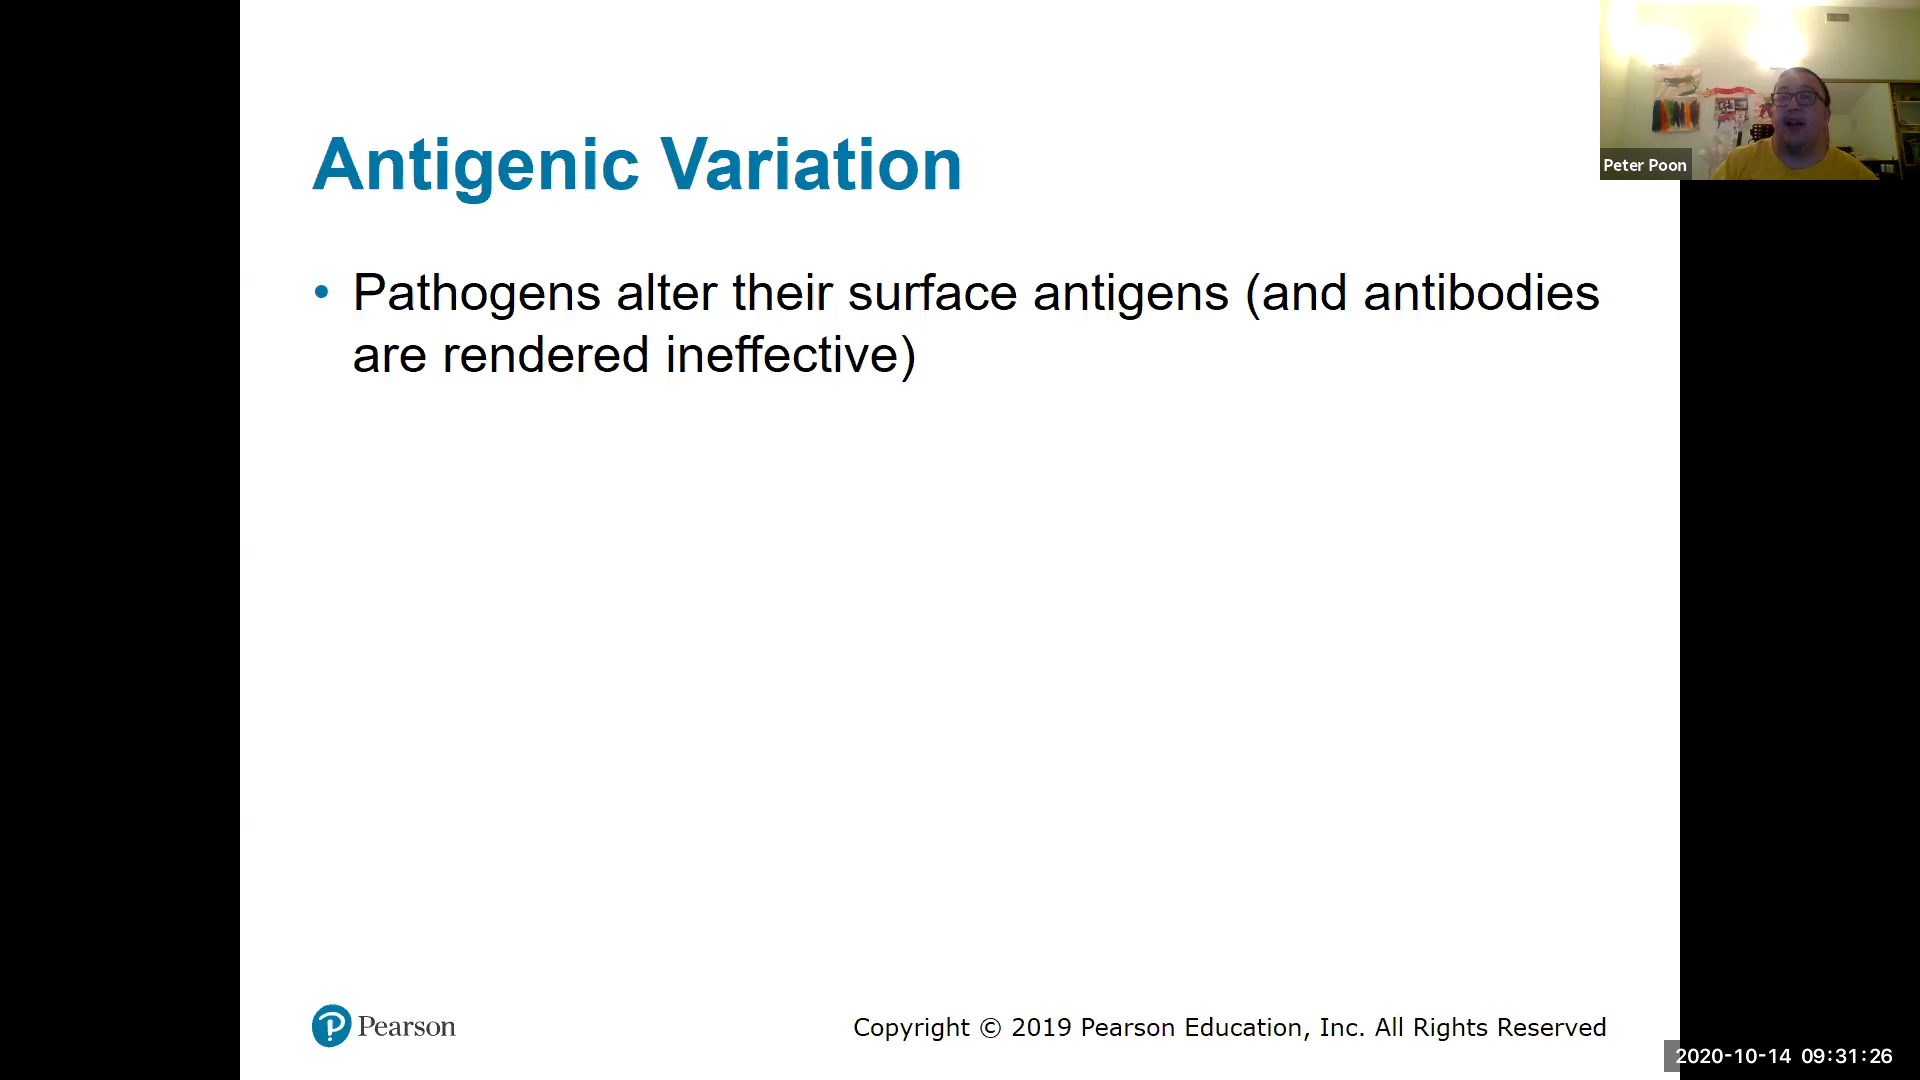 Antigenic Variation
• Pathogens alter their surface antigens (and antibodies
are rendered ineffective)
Peter Poon
Pearson
Copyright © 2019 Pearson Education, Inc. All Rights Reserved
2020-10-14 09:31:26